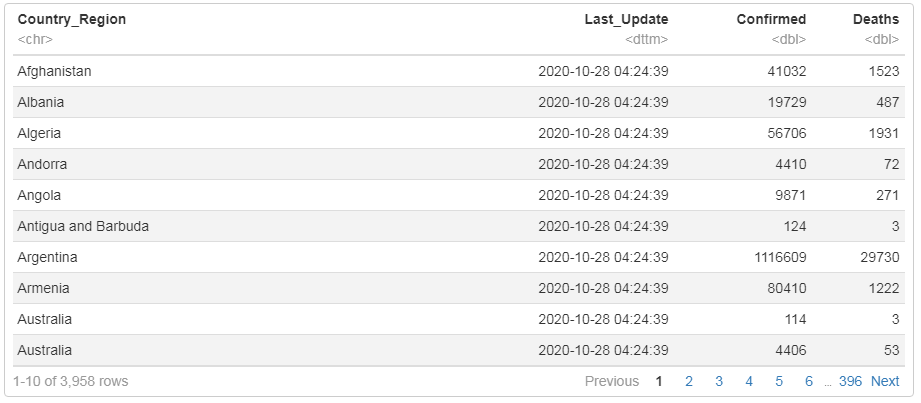 Country_Region Last_Update Confirmed Deaths
<chr> <dttm> <dbl> <dbl>
Afghanistan 2020-10-28 04:24:39 41032 1523
Albania 2020-10-28 04:24:39 19729 487
Algeria 2020-10-28 04:24:39 56706 1931
Andorra 2020-10-28 04:24:39 4410 72
Angola 2020-10-28 04:24:39 9871 271
Antigua and Barbuda 2020-10-28 04:24:39 124 3
Argentina 2020-10-28 04:24:39 1116609 29730
Armenia 2020-10-28 04:24:39 80410 1222
Australia 2020-10-28 04:24:39 114 3
Australia 2020-10-28 04:24:39 4406 53
1-10 of 3,958 rows Previous 1 2 3 4 5 6 ... 396 Next